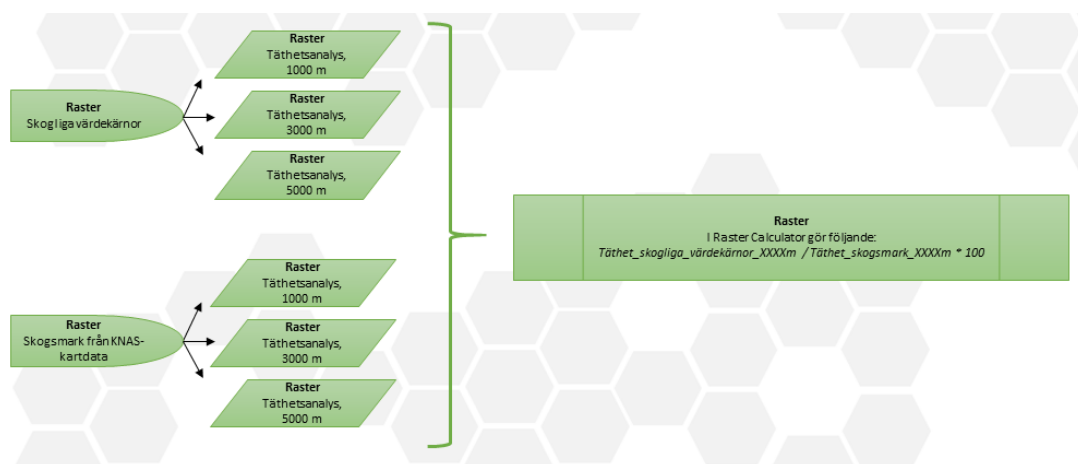 Raster
Skogliga värdekärnor
Raster
Täthetsanalys,
1000 m
Raster
Täthetsanalys,
3000 m
Raster
Täthetsanalys,
5000 m
Raster
Skogsmark från KNAS-
kartdata
Raster
Täthetsanalys,
1000 m
Raster
Täthetsanalys,
3000 m
Raster
Täthetsanalys,
5000 m
Raster
I Raster Calculator gör följande:
Täthet_skogliga_värdekärnor_XXXXm / Täthet_skogsmark_XXXXm * 100